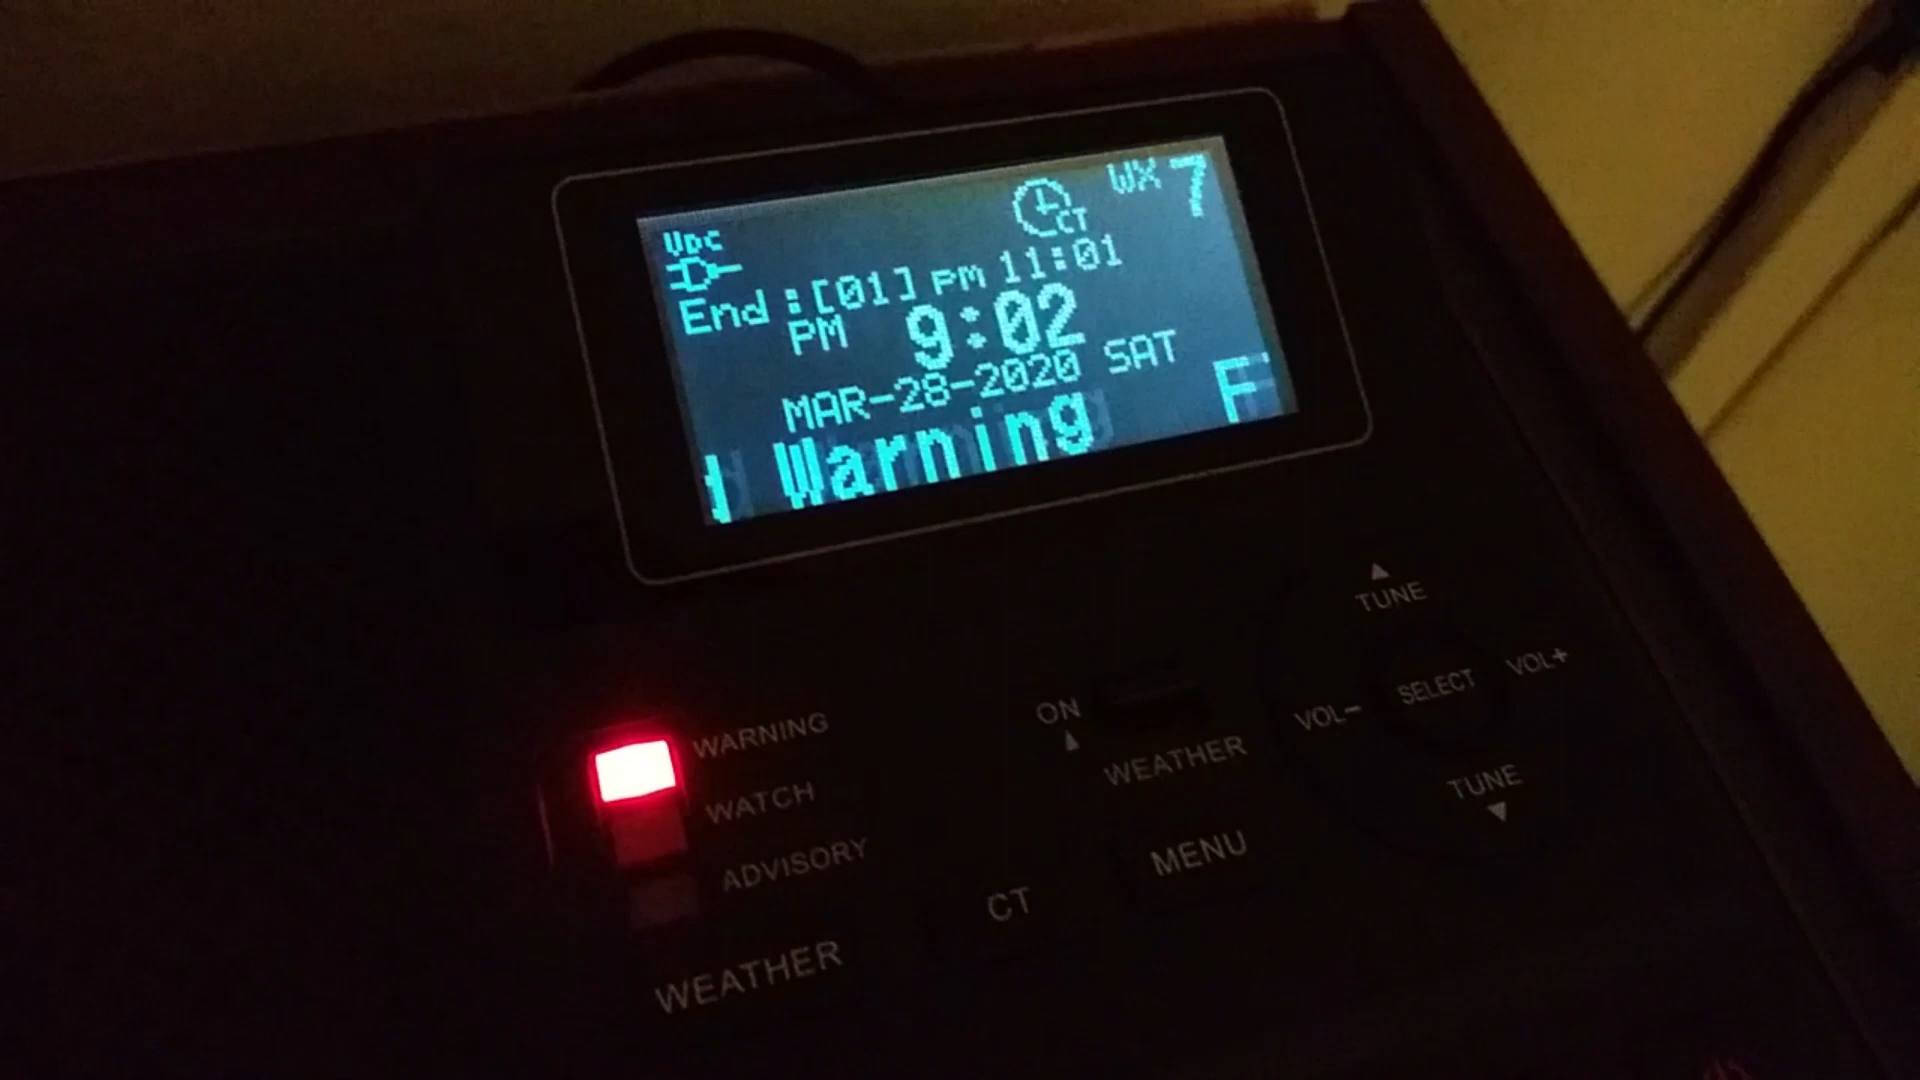 WX 7
CT
VDC
End :[01] pm 11:01
PM 9:02
MAR-28-2020 SAT
Warning F
TUNE
VOL- SELECT VOL+
TUNE
ON
WEATHER
MENU
CT
WARNING
WATCH
ADVISORY
WEATHER